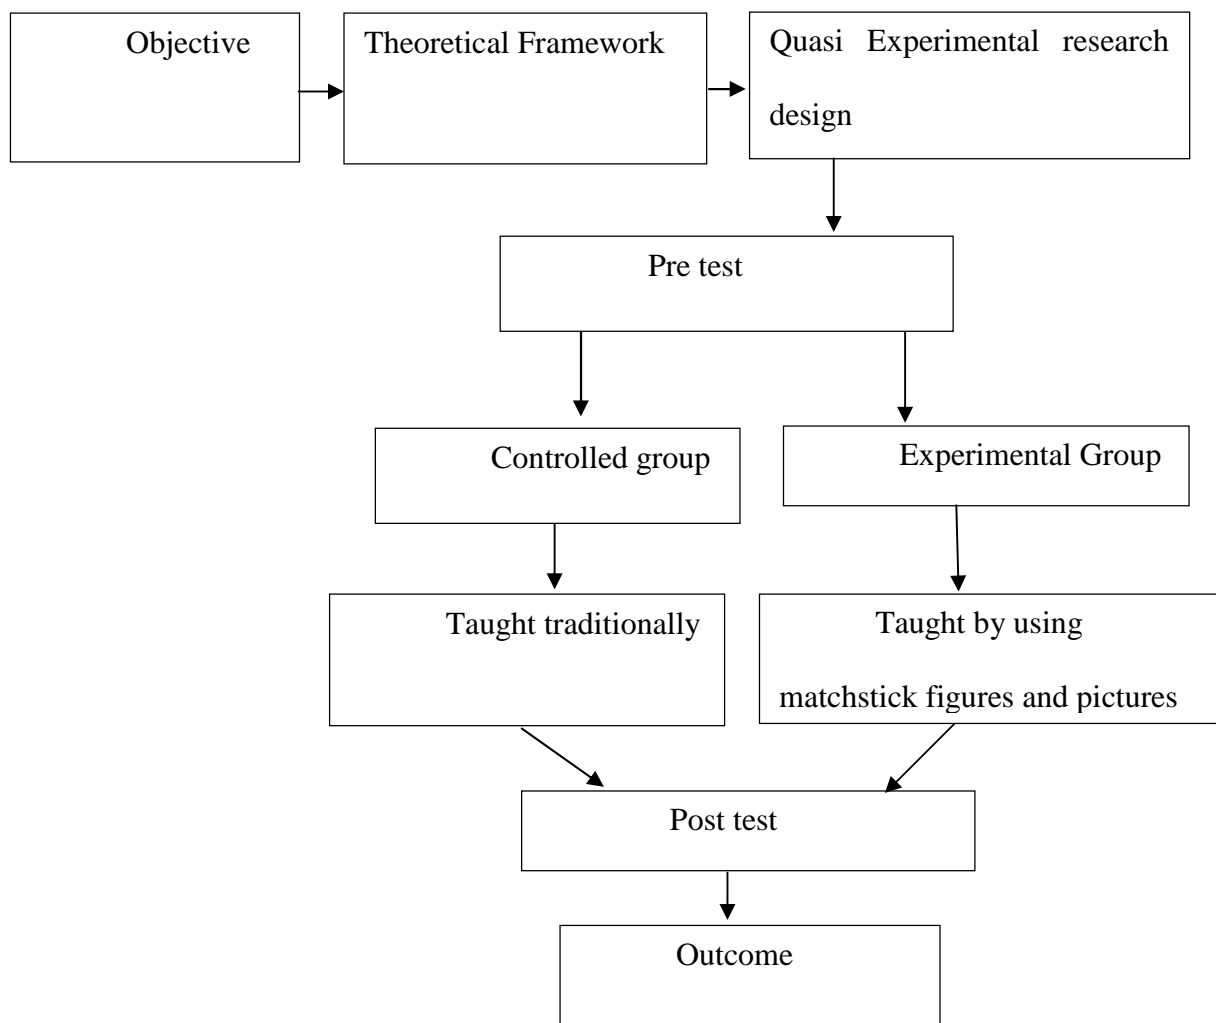 Objective
Theoretical Framework
Quasi Experimental research
design
Pre test
Controlled group
Experimental Group
Taught traditionally
Taught by using
matchstick figures and pictures
Post test
Outcome